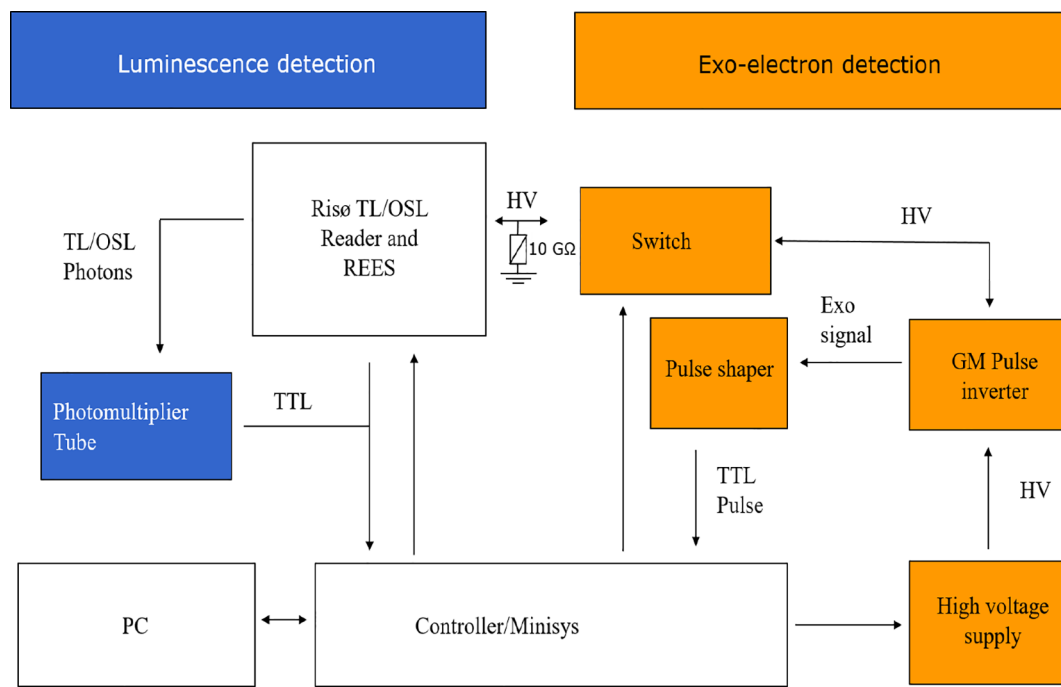 Luminescence detection
Exo-electron detection
Risø TL/OSL
Reader and
REES
HV
10 GΩ
Switch
HV
TL/OSL
Photons
Exo
signal
Pulse shaper
GM Pulse
inverter
Photomultiplier
Tube
TTL
TTL
Pulse
HV
PC
Controller/Minisys
High voltage
supply